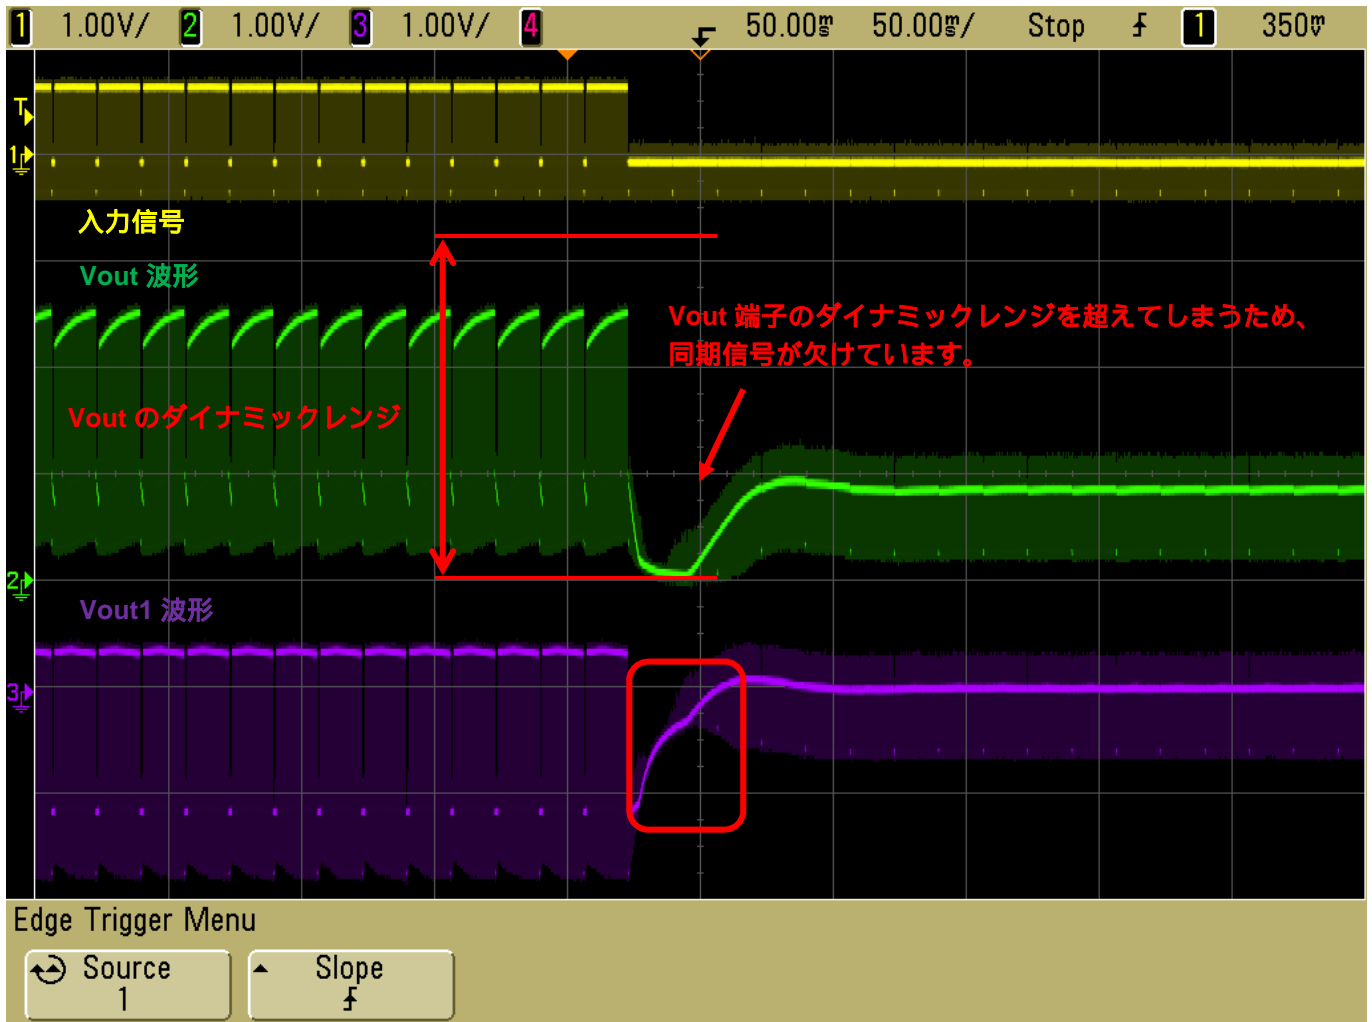 1 1.00V/ 2 1.00V/ 3 1.00V/ 4 50.00ms 50.00ms/ Stop 1 350mV
T
1
入力信号
Vout 波形
Vout 端子のダイナミックレンジを超えてしまうため、
同期信号が欠けています。
Vout のダイナミックレンジ
2
Vout1 波形
3
Edge Trigger Menu
Source
1
Slope